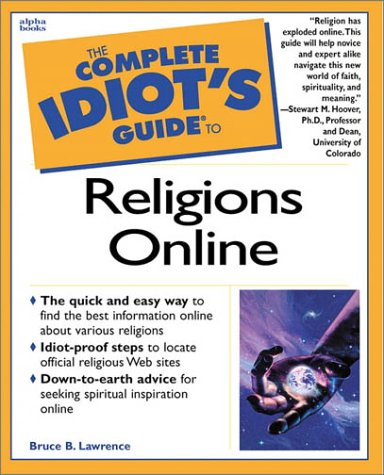 alpha
books
THE
COMPLETE
IDIOT'S
GUIDE® TO
"Religion
has
exploded online. This
guide will help novice
and expert alike
navigate this new
world of faith,
spirituality, and
meaning."
—Stewart M. Hoover,
Ph.D., Professor
and Dean,
University of
Colorado
Religions
Online
♦ The quick and easy way to
find the best information online
about various religions
♦ Idiot-proof steps to locate
official religious Web sites
♦ Down-to-earth advice for
seeking spiritual inspiration
online
Bruce B. Lawrence